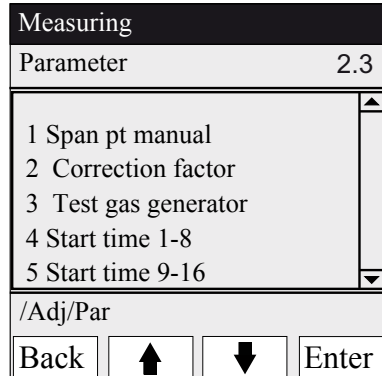 Measuring
Parameter 2.3
1 Span pt manual
2 Correction factor
3 Test gas generator
4 Start time 1-8
5 Start time 9-16
/Adj/Par
Back Enter